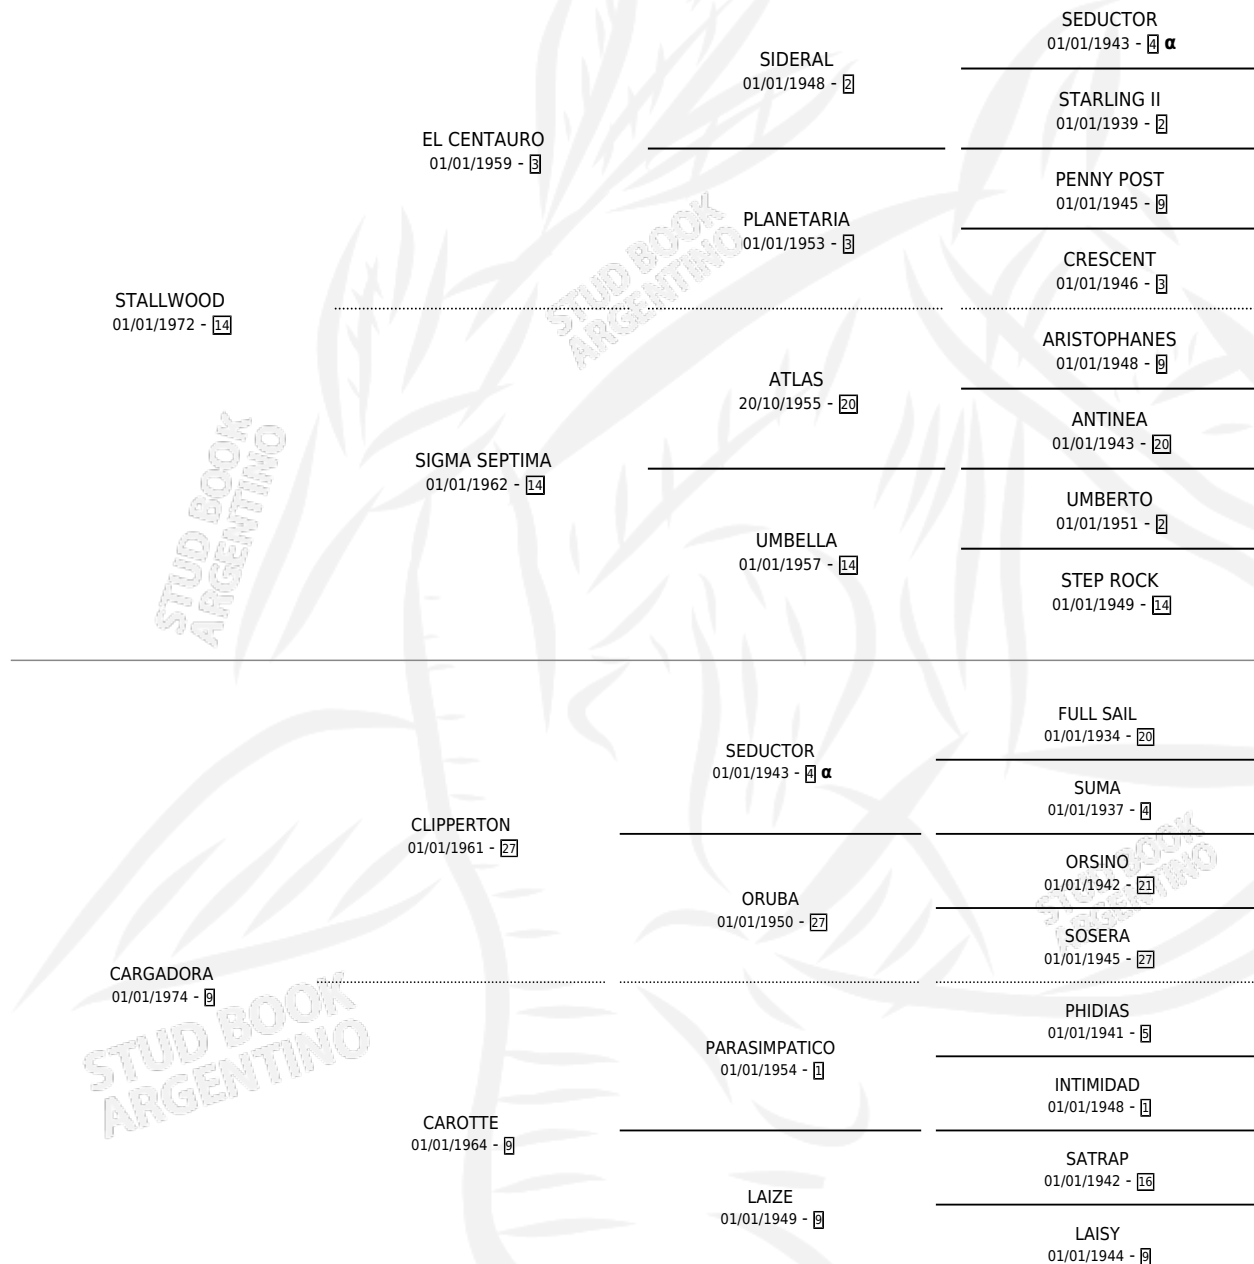 SEDUCTOR
01/01/1943 - 4 α
SIDERAL
01/01/1948 - 2
STARLING II
01/01/1939 - 2
EL CENTAURO
01/01/1959 - 3
PENNY POST
01/01/1945 - 9
PLANETARIA
01/01/1953 - 3
CRESCENT
01/01/1946 - 3
STALLWOOD
01/01/1972 - 14
ARISTOPHANES
01/01/1948 - 9
ATLAS
20/10/1955 - 20
ANTINEA
01/01/1943 - 20
SIGMA SEPTIMA
01/01/1962 - 14
UMBERTO
01/01/1951 - 2
UMBELLA
01/01/1957 - 14
STEP ROCK
01/01/1949 - 14
FULL SAIL
01/01/1934 - 20
SEDUCTOR
01/01/1943 - 4 α
SUMA
01/01/1937 - 4
CLIPPERTON
01/01/1961 - 27
ORSINO
01/01/1942 - 21
ORUBA
01/01/1950 - 27
SOSERA
01/01/1945 - 27
CARGADORA
01/01/1974 - 9
PHIDIAS
01/01/1941 - 5
PARASIMPATICO
01/01/1954 - 1
INTIMIDAD
01/01/1948 - 1
CAROTTE
01/01/1964 - 9
SATRAP
01/01/1942 - 16
LAIZE
01/01/1949 - 9
LAISY
01/01/1944 - 9
STUD BOOK
ARGENTINO
STUD BOOK
ARGENTINO
STUD BOOK
ARGENTINO
STUD BOOK
ARGENTINO